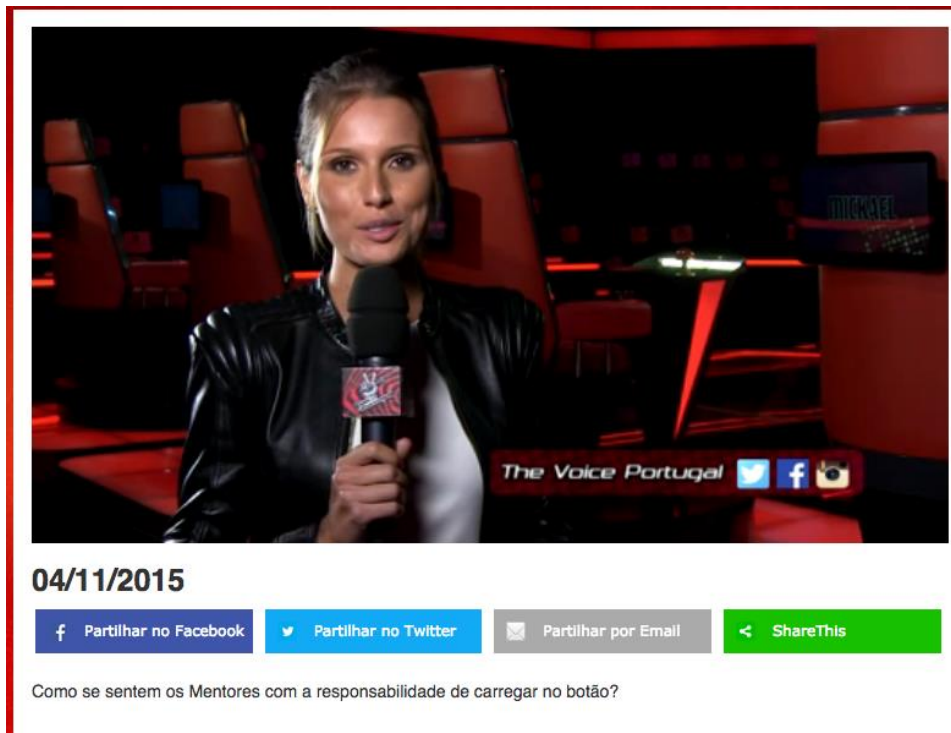 MICKAEL
The Voice Portugal
04/11/2015
Partilhar no Facebook
Partilhar no Twitter
Partilhar por Email
ShareThis
Como se sentem os Mentores com a responsabilidade de carregar no botão?